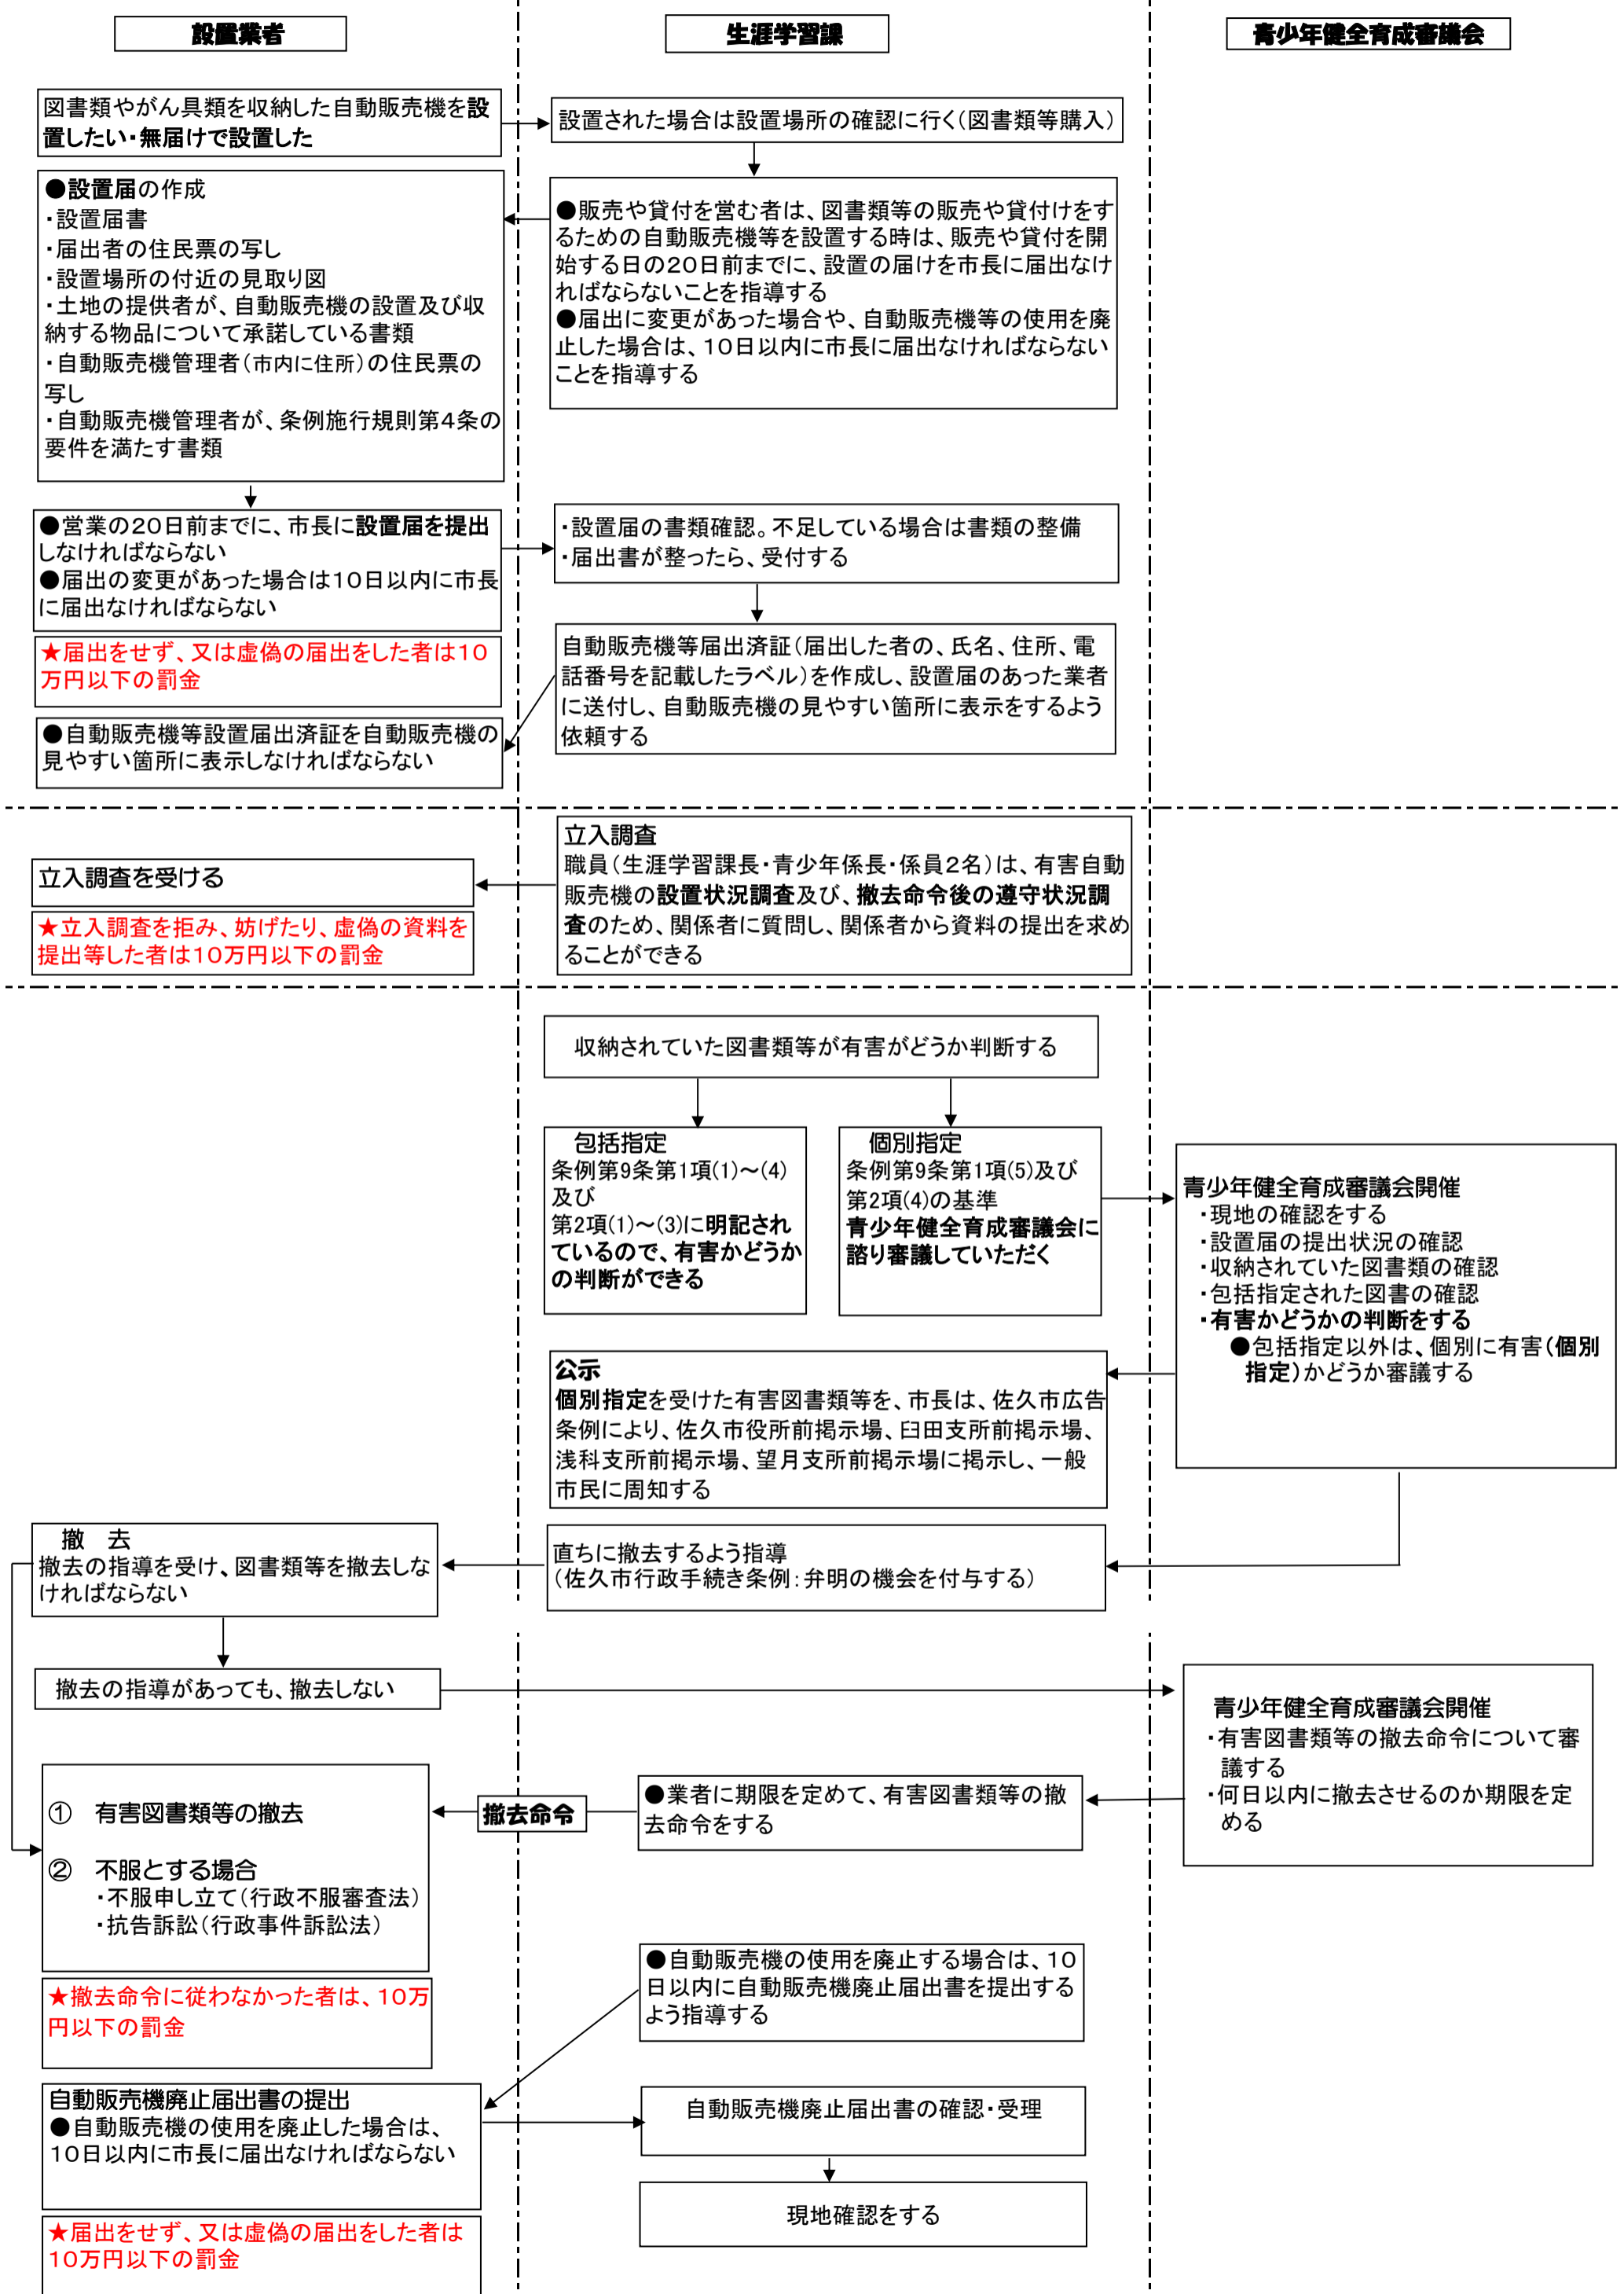 設置業者
生涯学習課
青少年健全育成審議会
図書類やがん具類を収納した自動販売機を設
置したい・無届けで設置した
設置された場合は設置場所の確認に行く(図書類等購入)
●設置届の作成
・設置届書
・届出者の住民票の写し
・設置場所の付近の見取り図
・土地の提供者が、自動販売機の設置及び収
納する物品について承諾している書類
・自動販売機管理者(市内に住所)の住民票の
写し
・自動販売機管理者が、条例施行規則第4条の
要件を満たす書類
●販売や貸付を営む者は、図書類等の販売や貸付けをす
るための自動販売機等を設置する時は、販売や貸付を開
始する日の20日前までに、設置の届けを市長に届出なけ
ればならないことを指導する
●届出に変更があった場合や、自動販売機等の使用を廃
止した場合は、10日以内に市長に届出なければならない
ことを指導する
●営業の20日前までに、市長に設置届を提出
しなければならない
●届出の変更があった場合は10日以内に市長
に届出なければならない
・設置届の書類確認。不足している場合は書類の整備
・届出書が整ったら、受付する
★届出をせず、又は虚偽の届出をした者は10
万円以下の罰金
自動販売機等届出済証(届出した者の、氏名、住所、電
話番号を記載したラベル)を作成し、設置届のあった業者
に送付し、自動販売機の見やすい箇所に表示をするよう
依頼する
●自動販売機等設置届出済証を自動販売機の
見やすい箇所に表示しなければならない
立入調査
職員(生涯学習課長・青少年係長・係員2名)は、有害自動
販売機の設置状況調査及び、撤去命令後の遵守状況調
査のため、関係者に質問し、関係者から資料の提出を求め
ることができる
立入調査を受ける
★立入調査を拒み、妨げたり、虚偽の資料を
提出等した者は10万円以下の罰金
収納されていた図書類等が有害がどうか判断する
包括指定
条例第9条第1項(1)~(4)
及び
第2項(1)~(3)に明記され
ているので、有害かどうか
の判断ができる
個別指定
条例第9条第1項(5)及び
第2項(4)の基準
青少年健全育成審議会に
諮り審議していただく
青少年健全育成審議会開催
・現地の確認をする
・設置届の提出状況の確認
・収納されていた図書類の確認
・包括指定された図書の確認
・有害かどうかの判断をする
●包括指定以外は、個別に有害(個別
指定)かどうか審議する
公示
個別指定を受けた有害図書類等を、市長は、佐久市広告
条例により、佐久市役所前掲示場、臼田支所前掲示場、
浅科支所前掲示場、望月支所前掲示場に掲示し、一般
市民に周知する
撤 去
撤去の指導を受け、図書類等を撤去しな
ければならない
直ちに撤去するよう指導
(佐久市行政手続き条例:弁明の機会を付与する)
撤去の指導があっても、撤去しない
青少年健全育成審議会開催
・有害図書類等の撤去命令について審
議する
・何日以内に撤去させるのか期限を定
める
●業者に期限を定めて、有害図書類等の撤
去命令をする
撤去命令
① 有害図書類等の撤去
② 不服とする場合
・不服申し立て(行政不服審査法)
・抗告訴訟(行政事件訴訟法)
★撤去命令に従わなかった者は、10万
円以下の罰金
●自動販売機の使用を廃止する場合は、10
日以内に自動販売機廃止届出書を提出する
よう指導する
自動販売機廃止届出書の提出
●自動販売機の使用を廃止した場合は、
10日以内に市長に届出なければならない
自動販売機廃止届出書の確認・受理
現地確認をする
★届出をせず、又は虚偽の届出をした者は
10万円以下の罰金